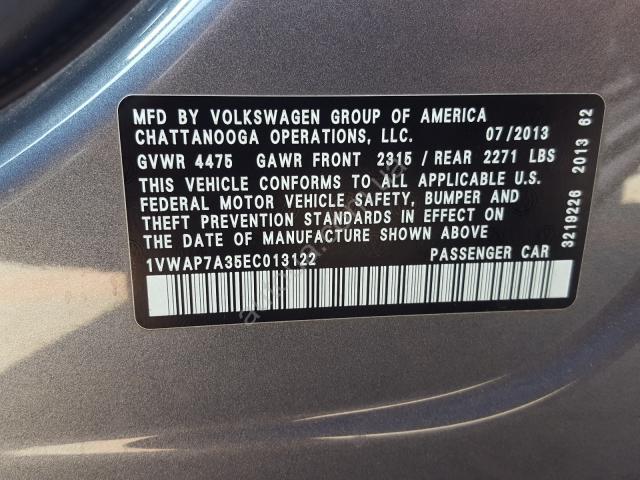 MFD BY VOLKSWAGEN GROUP OF AMERICA
CHATTANOOGA OPERATIONS, LLC. 07/2013
GVWR 4475 GAWR FRONT 2315 / REAR 2271 LBS
THIS VEHICLE CONFORMS TO ALL APPLICABLE U.S.
FEDERAL MOTOR VEHICLE SAFETY, BUMPER AND
THEFT PREVENTION STANDARDS IN EFFECT ON
THE DATE OF MANUFACTURE SHOWN ABOVE
1VWAP7A35EC013122 PASSENGER CAR
3219226 2013 62